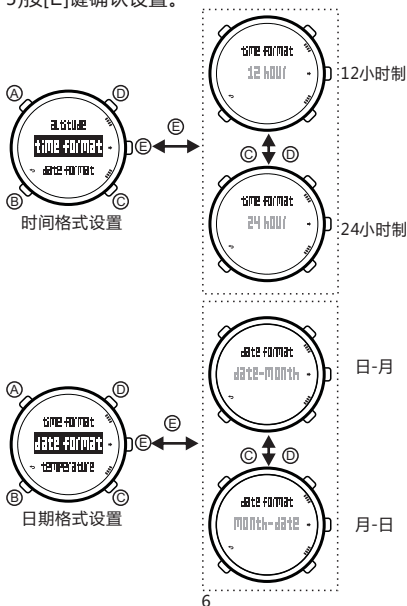 5)按[E]键确认设置。
time format
12 hour
12小时制
Ⓐ
Ⓓ
altitude
time format
date format
Ⓔ
Ⓔ
Ⓑ
Ⓒ
时间格式设置
Ⓒ
Ⓓ
time format
24 hour
24小时制
date format
date-month
日-月
Ⓐ
Ⓓ
time format
date format
temperature
Ⓔ
Ⓔ
Ⓑ
Ⓒ
日期格式设置
Ⓒ
Ⓓ
date format
month-date
月-日
6